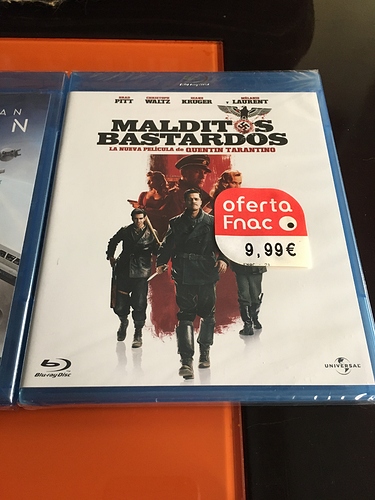 AN
N
BRAD PITT
CHRISTOPH WALTZ
DIANE KRUGER
Y MÉLANIE LAURENT
MALDITOS
BASTARDOS
LA NUEVA PELÍCULA de QUENTIN TARANTINO
oferta
Fnac
9,99€
Blu-ray Disc
UNIVERSAL